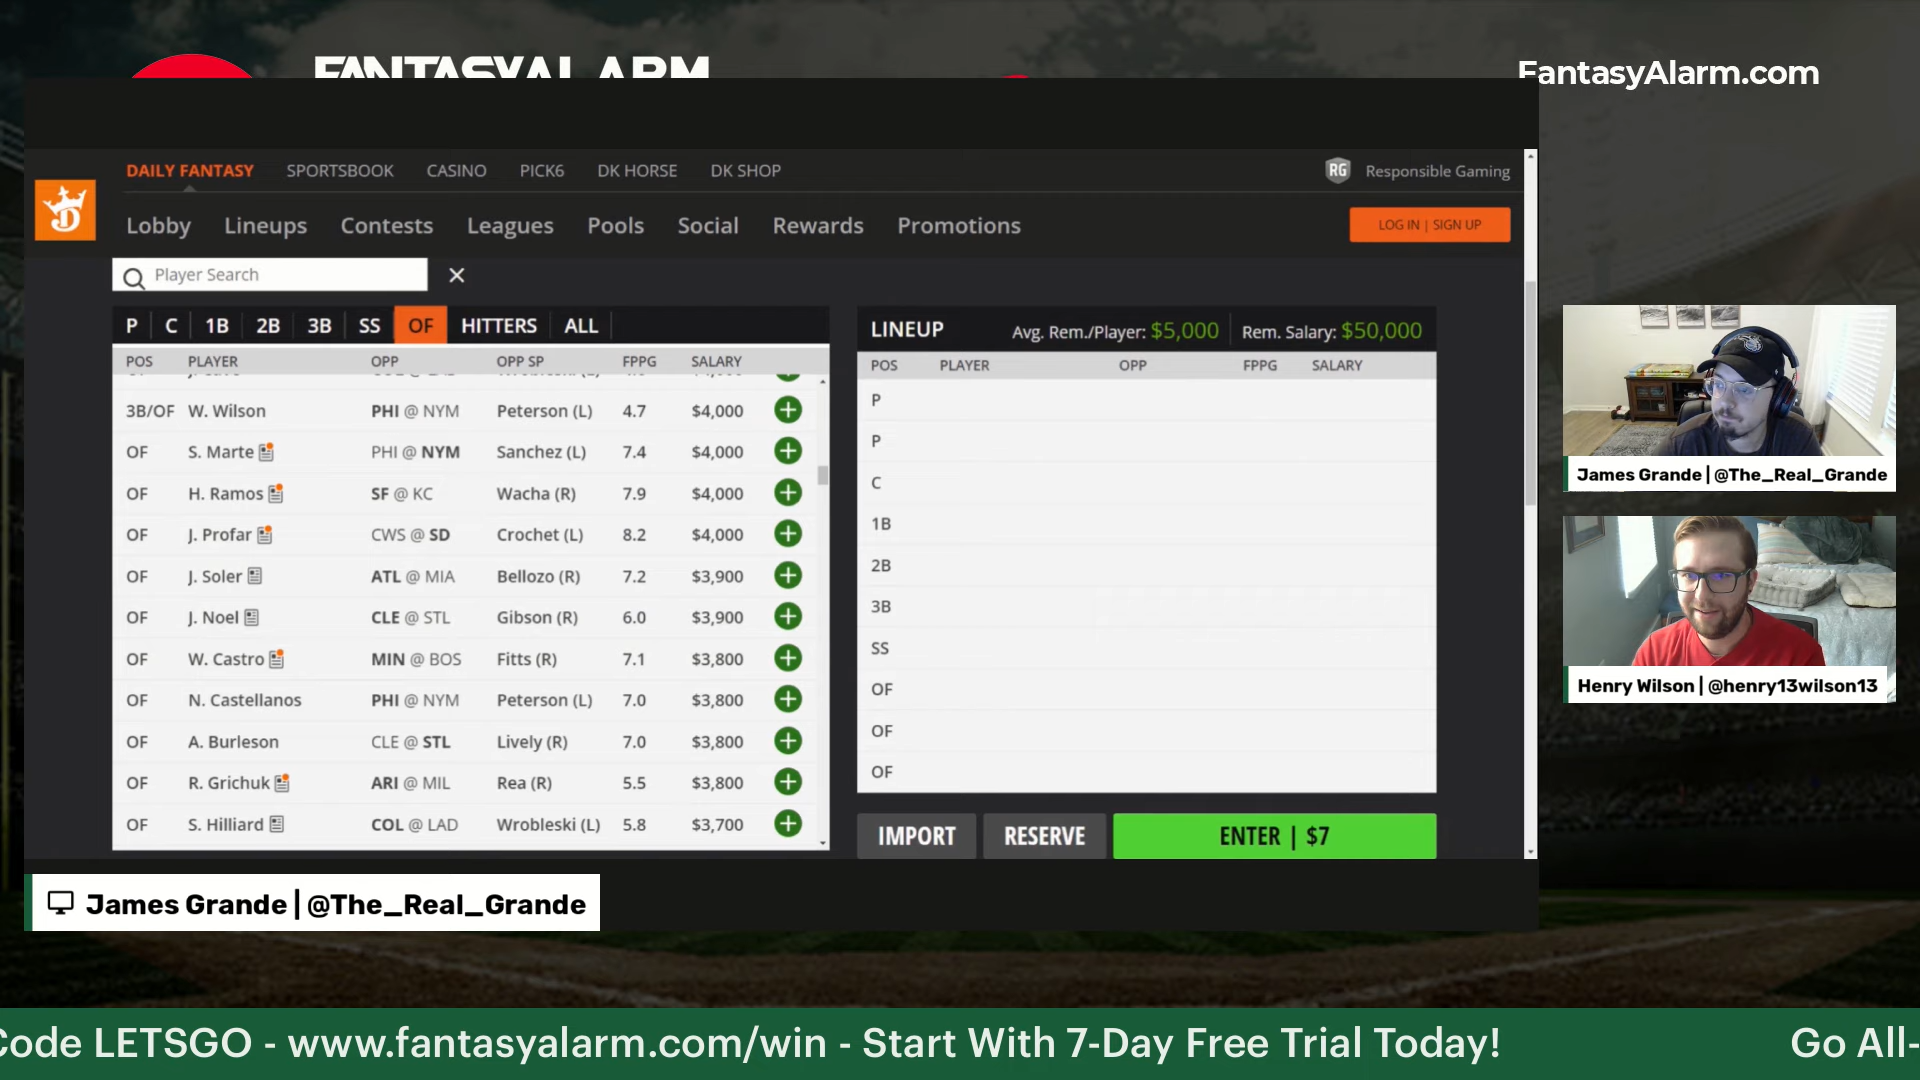 FANTASYALARM
FantasyAlarm.com
DAILY FANTASY SPORTSBOOK CASINO PICK6 DK HORSE DK SHOP
RG Responsible Gaming
Lobby Lineups Contests Leagues Pools Social Rewards Promotions
LOG IN | SIGN UP
Player Search
P C 1B 2B 3B SS OF HITTERS ALL
POS PLAYER OPP OPP SP FPPG SALARY
3B/OF W. Wilson PHI @ NYM Peterson (L) 4.7 $4,000
OF S. Marte PHI @ NYM Sanchez (L) 7.4 $4,000
OF H. Ramos SF @ KC Wacha (R) 7.9 $4,000
OF J. Profar CWS @ SD Crochet (L) 8.2 $4,000
OF J. Soler ATL @ MIA Bellozo (R) 7.2 $3,900
OF J. Noel CLE @ STL Gibson (R) 6.0 $3,900
OF W. Castro MIN @ BOS Fitts (R) 7.1 $3,800
OF N. Castellanos PHI @ NYM Peterson (L) 7.0 $3,800
OF A. Burleson CLE @ STL Lively (R) 7.0 $3,800
OF R. Grichuk ARI @ MIL Rea (R) 5.5 $3,800
OF S. Hilliard COL @ LAD Wrobleski (L) 5.8 $3,700
LINEUP Avg. Rem./Player: $5,000 Rem. Salary: $50,000
POS PLAYER OPP FPPG SALARY
P
P
C
1B
2B
3B
SS
OF
OF
OF
IMPORT RESERVE ENTER | $7
James Grande | @The_Real_Grande
Henry Wilson | @henry13wilson13
James Grande | @The_Real_Grande
Code LETSGO - www.fantasyalarm.com/win - Start With 7-Day Free Trial Today! Go All-